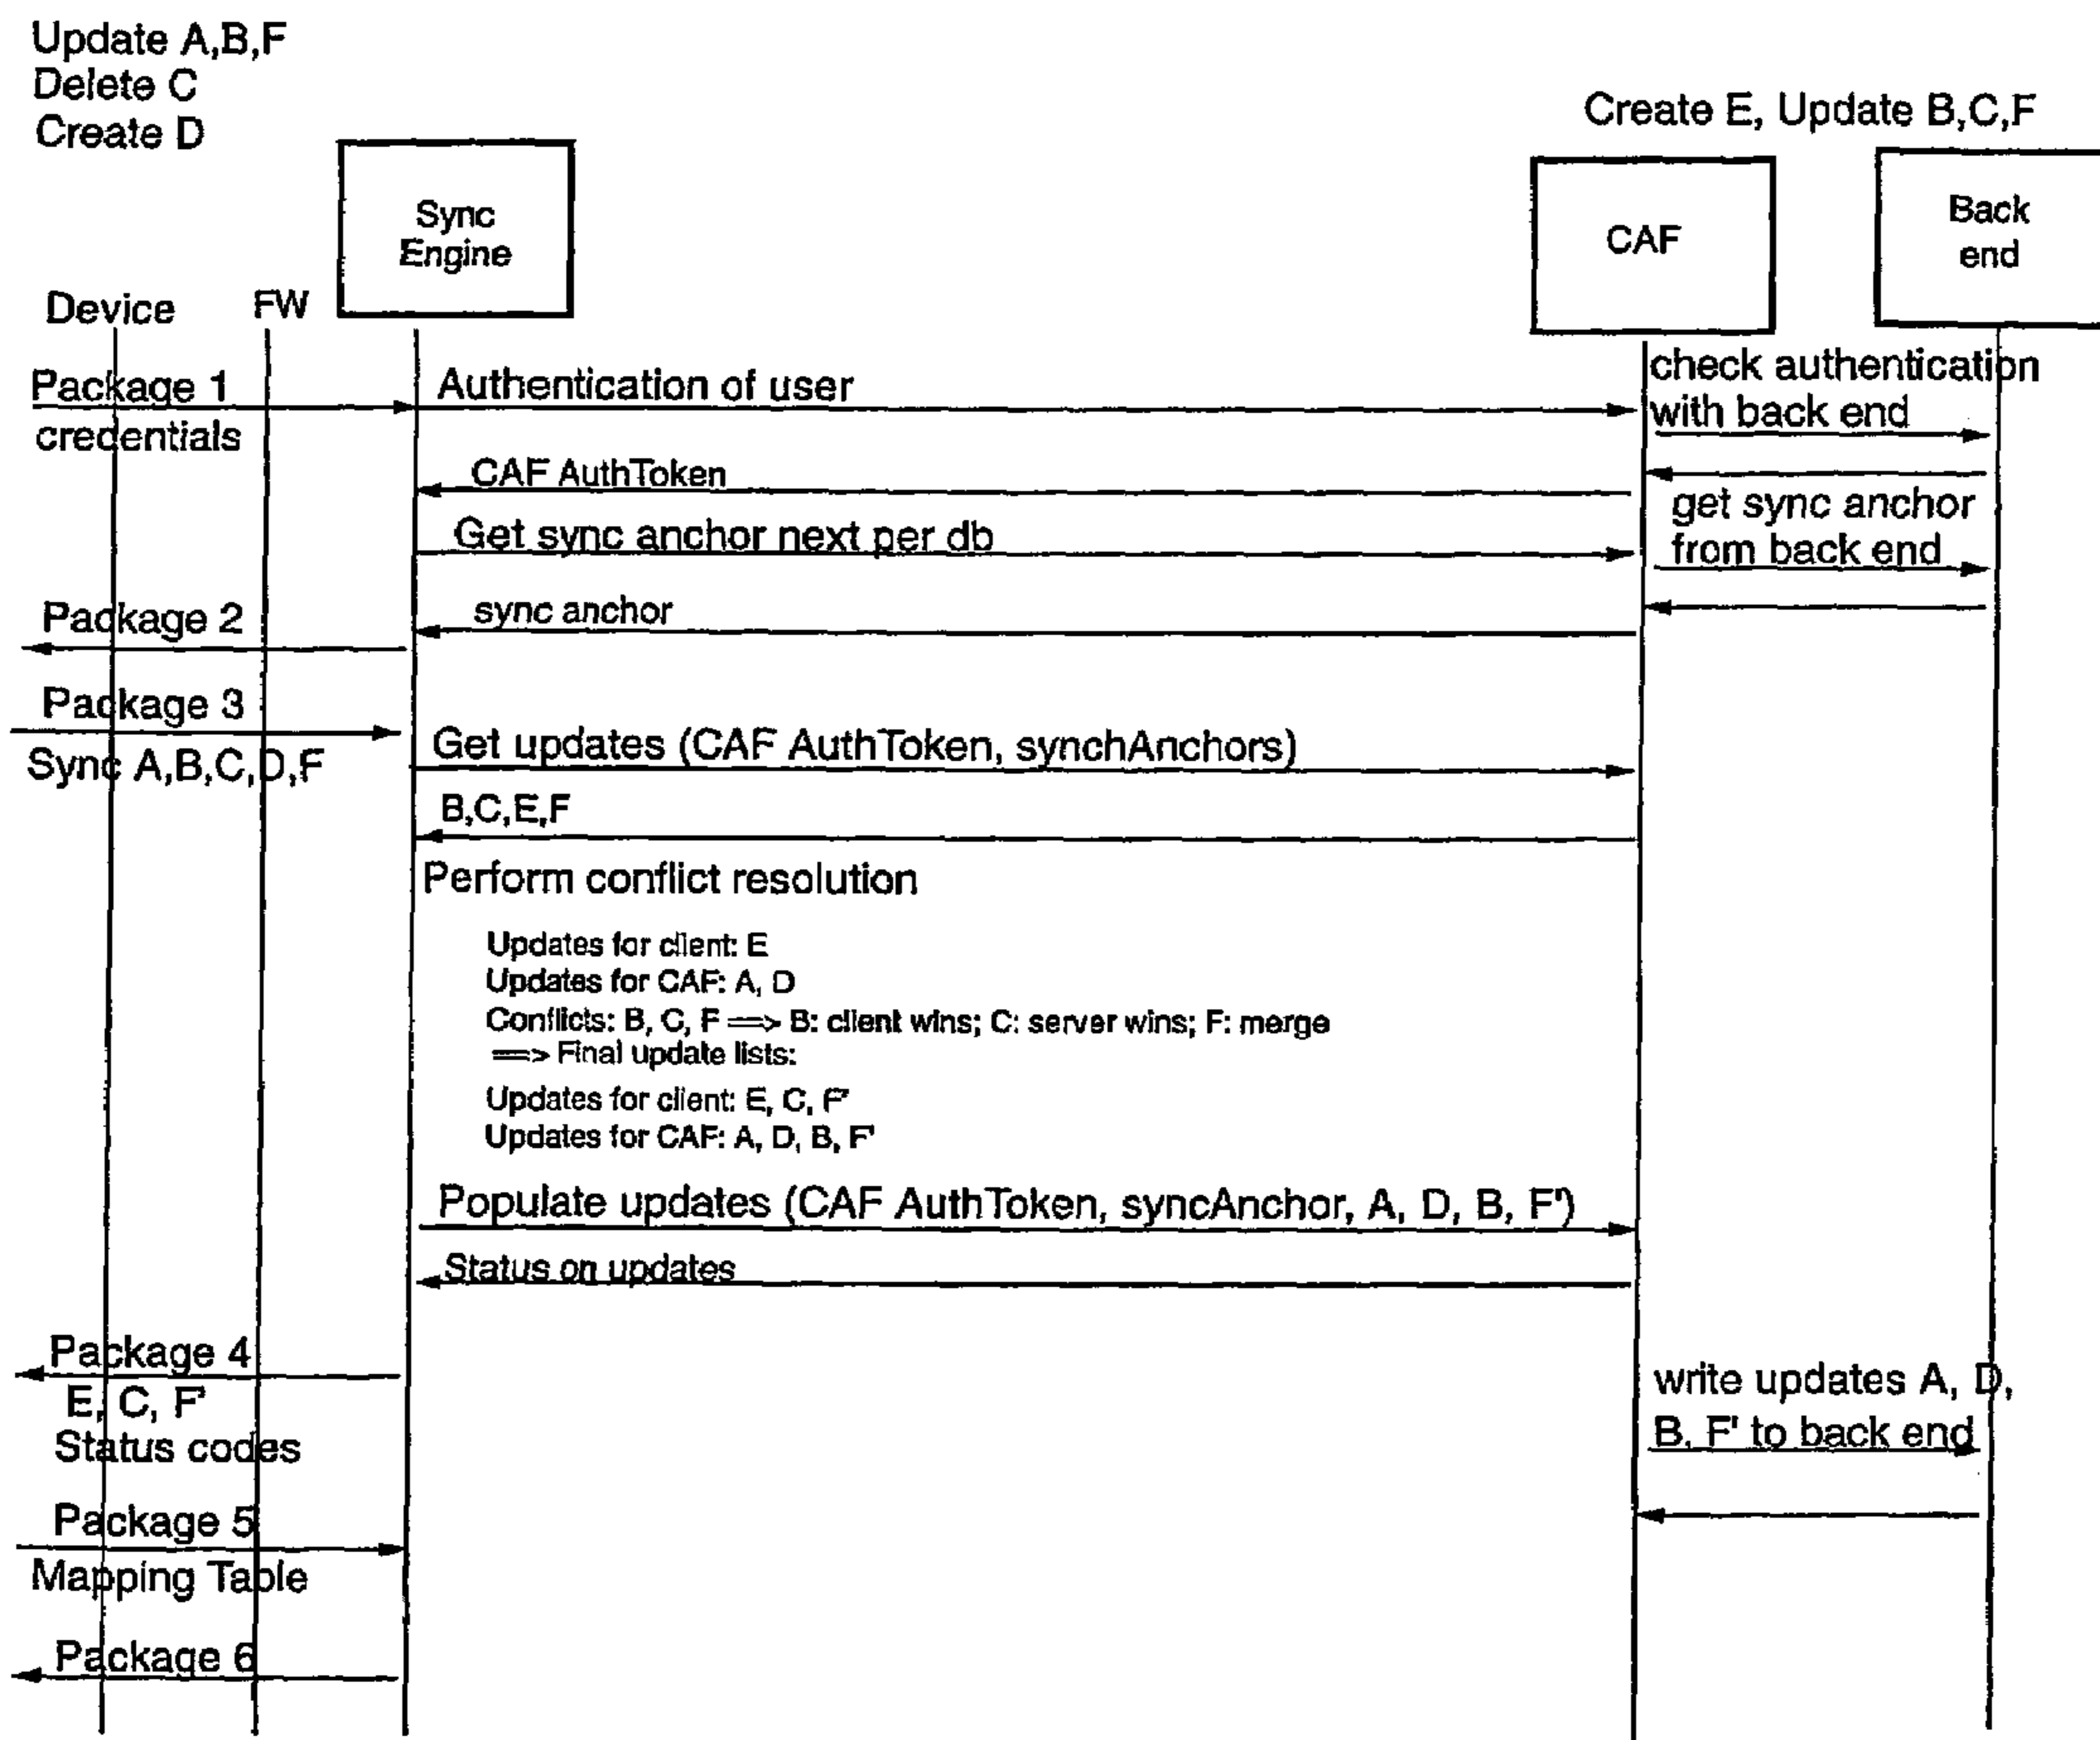 Update A,B,F
Delete C
Create D
Create E, Update B,C,F
Sync
Engine
CAF
Back
end
Device
FW
Package 1
credentials
Authentication of user
check authentication
with back end
CAF AuthToken
get sync anchor
from back end
Get sync anchor next per db
sync anchor
Package 2
Package 3
Sync A,B,C,D,F
Get updates (CAF AuthToken, synchAnchors)
B,C,E,F
Perform conflict resolution
Updates for client: E
Updates for CAF: A, D
Conflicts: B, C, F ==> B: client wins; C: server wins; F: merge
==> Final update lists:
Updates for client: E, C, F'
Updates for CAF: A, D, B, F'
Populate updates (CAF AuthToken, syncAnchor, A, D, B, F')
Status on updates
Package 4
E, C, F'
Status codes
write updates A, D,
B, F' to back end
Package 5
Mapping Table
Package 6